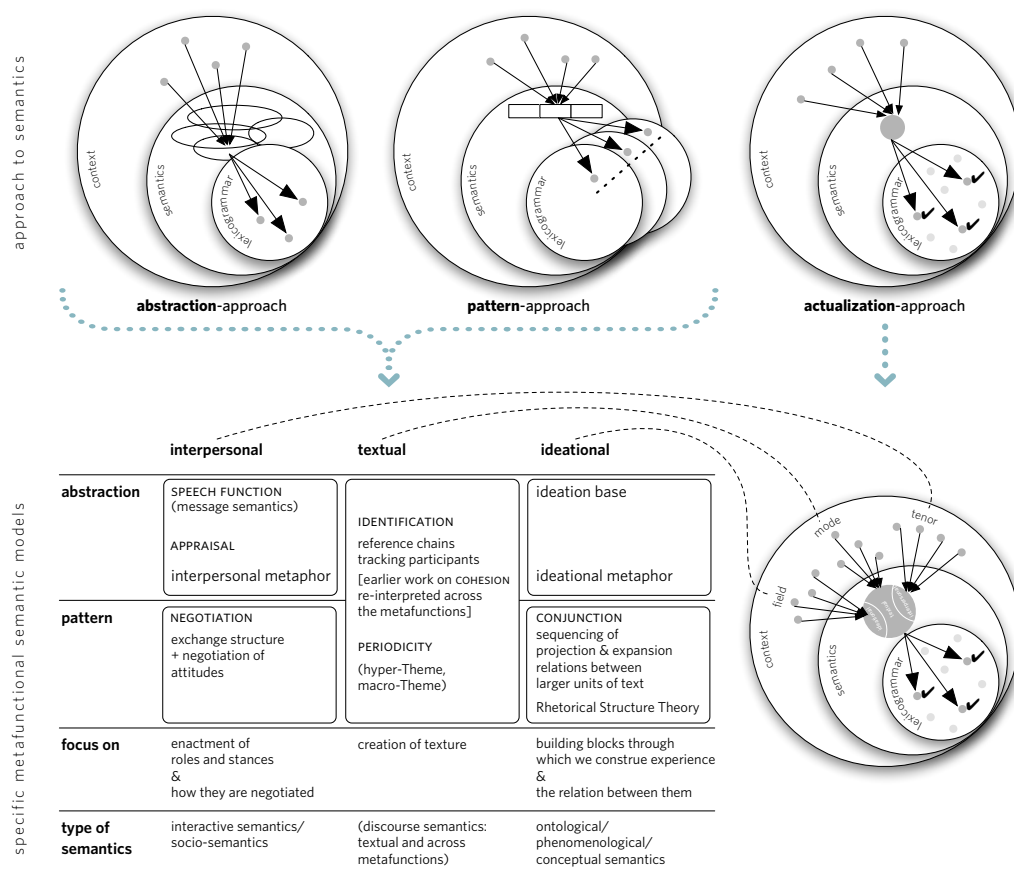 approach to semantics
context
semantics
lexicogrammar
abstraction-approach
context
semantics
lexicogrammar
pattern-approach
context
semantics
lexicogrammar
actualization-approach
specific metafunctional semantic models
interpersonal
textual
ideational
abstraction
SPEECH FUNCTION
(message semantics)
APPRAISAL
interpersonal metaphor
IDENTIFICATION
reference chains
tracking participants
[earlier work on COHESION
re-interpreted across
the metafunctions]
PERIODICITY
(hyper-Theme,
macro-Theme)
ideation base
ideational metaphor
pattern
NEGOTIATION
exchange structure
+ negotiation of
attitudes
CONJUNCTION
sequencing of
projection & expansion
relations between
larger units of text
Rhetorical Structure Theory
focus on
enactment of
roles and stances
&
how they are negotiated
creation of texture
building blocks through
which we construe experience
&
the relation between them
type of
semantics
interactive semantics/
socio-semantics
(discourse semantics:
textual and across
metafunctions)
ontological/
phenomenological/
conceptual semantics
field
mode
tenor
context
semantics
lexicogrammar